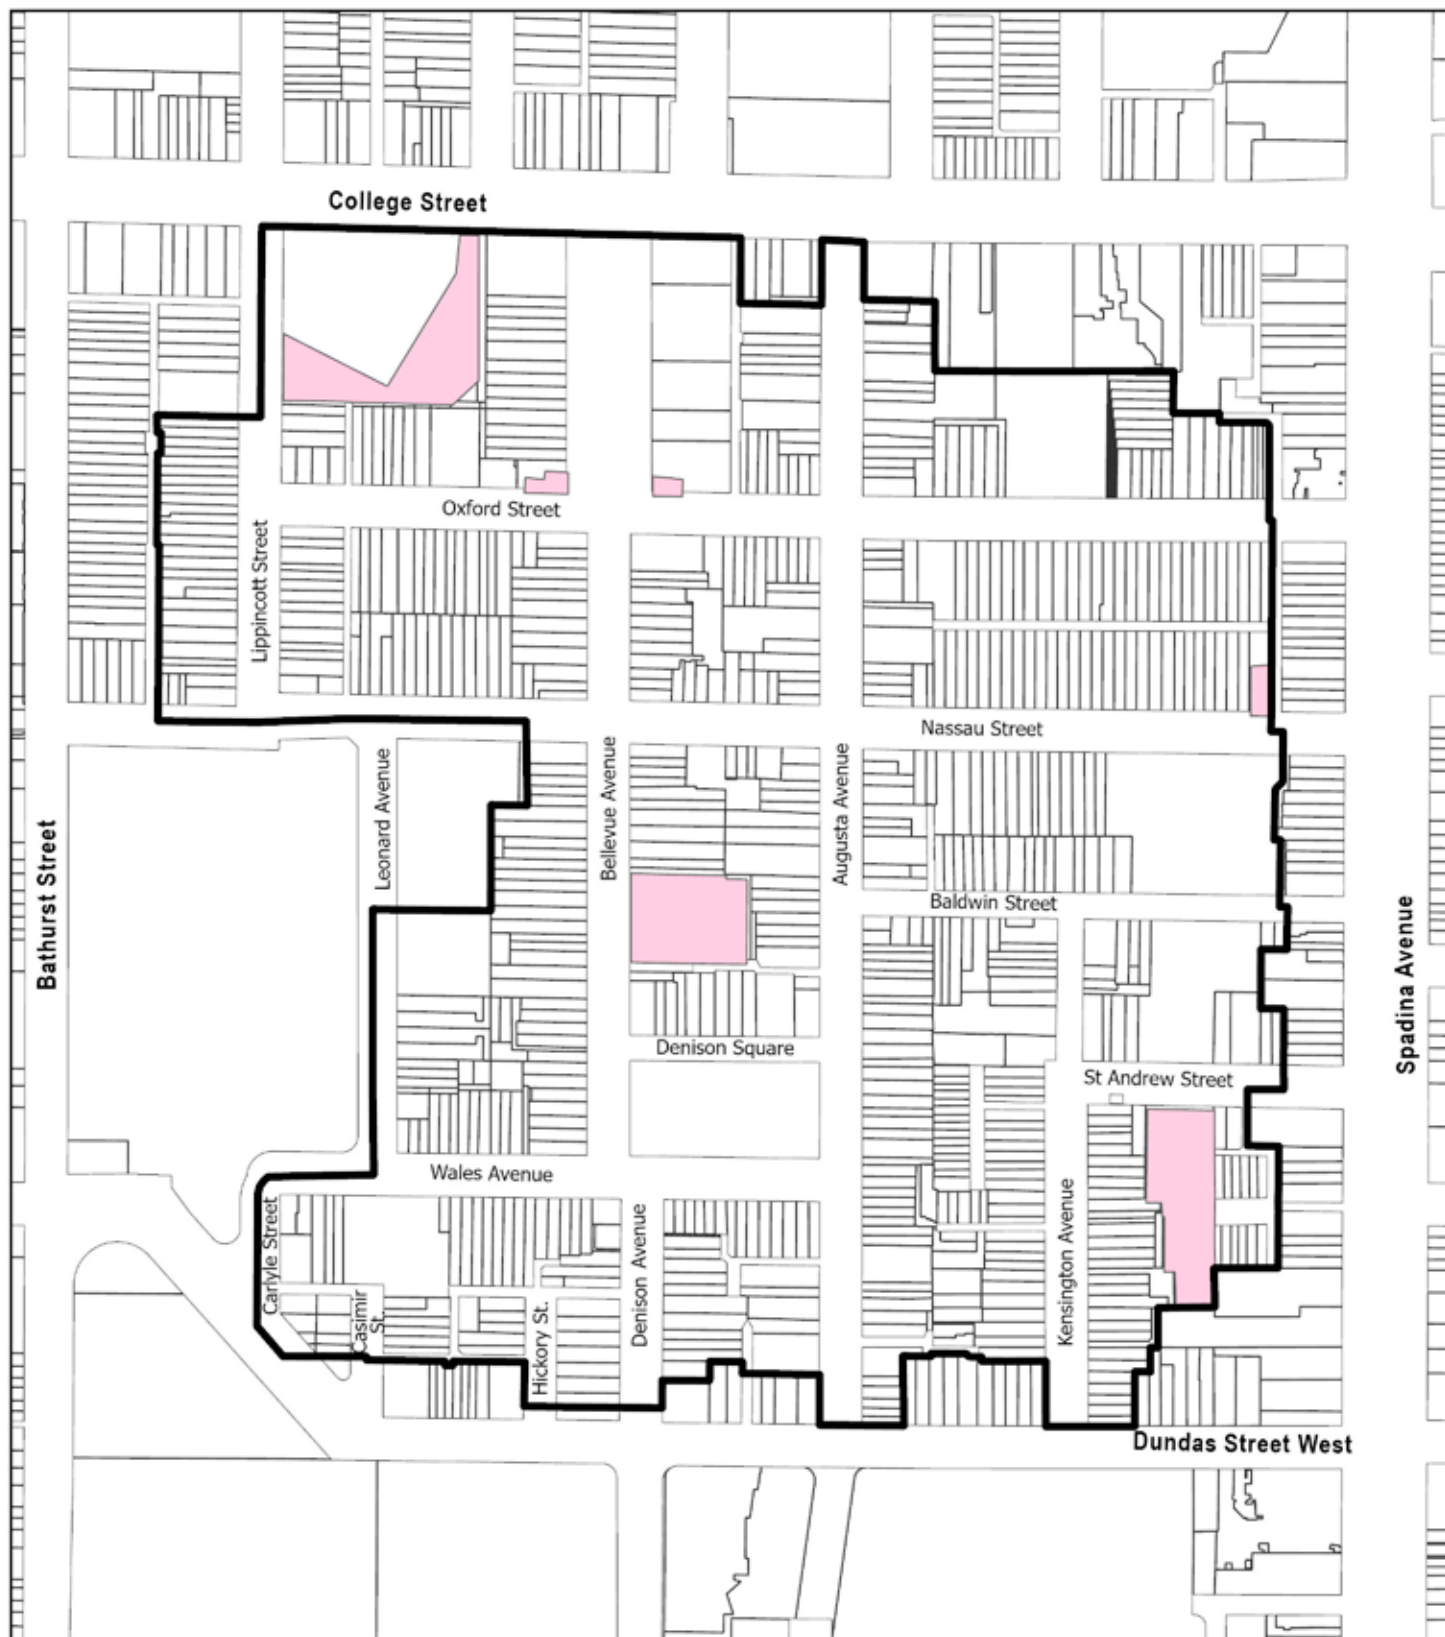 College Street
Oxford Street
Lippincott Street
Nassau Street
Leonard Avenue
Bellevue Avenue
Augusta Avenue
Bathurst Street
Baldwin Street
Spadina Avenue
Denison Square
St Andrew Street
Wales Avenue
Carlyle Street
Casimir
St.
Hickory St.
Denison Avenue
Kensington Avenue
Dundas Street West